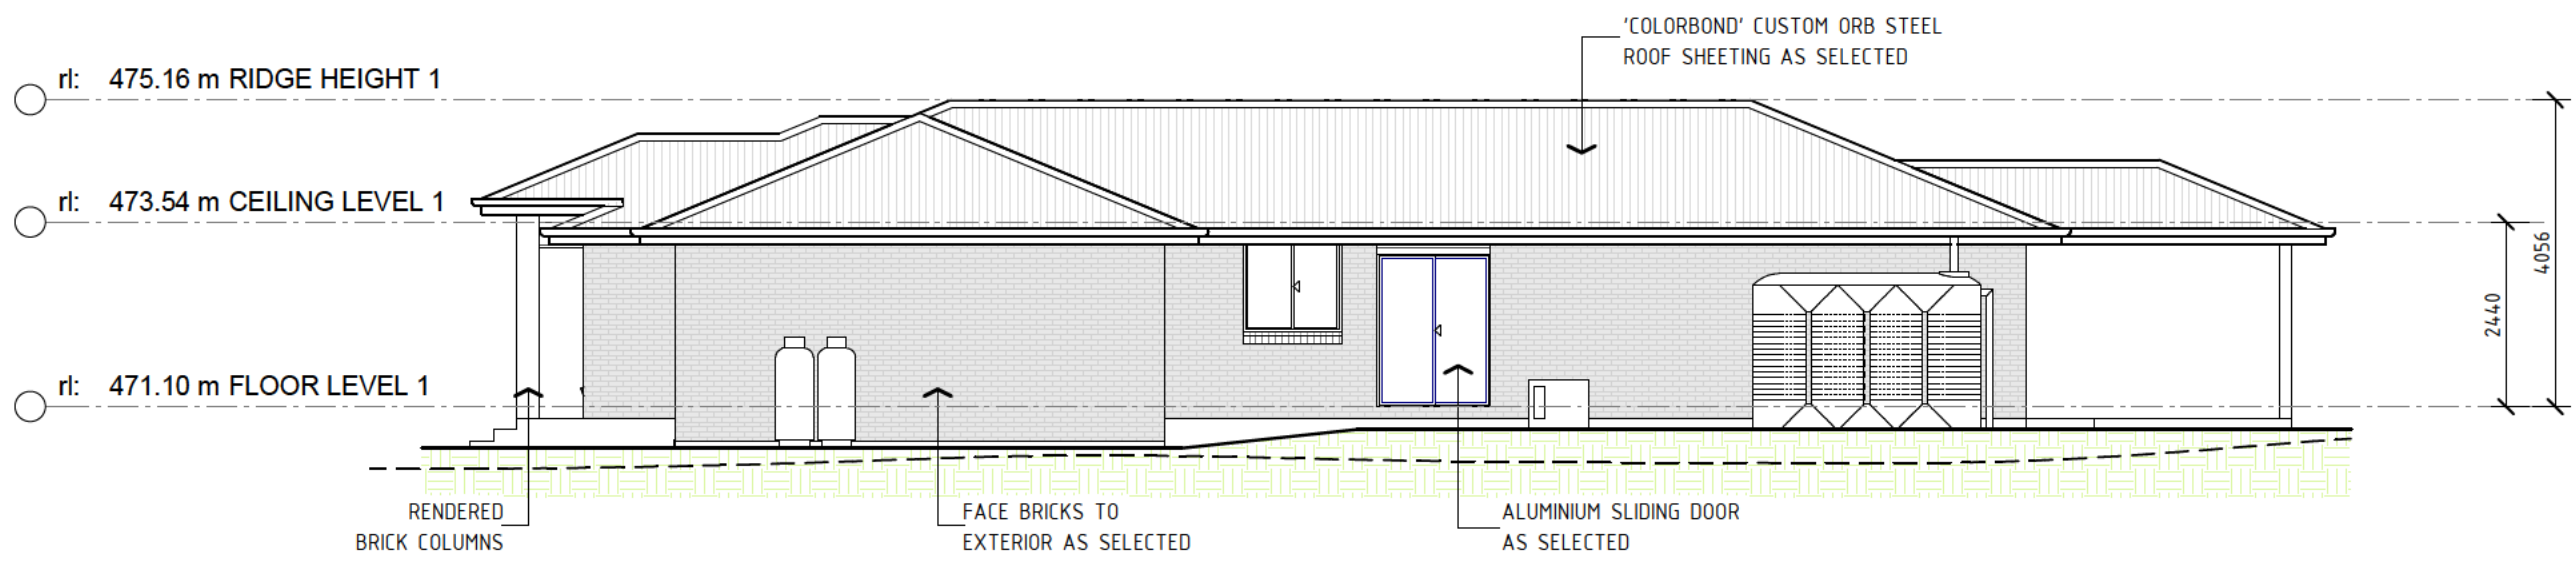 'COLORBOND' CUSTOM ORB STEEL
ROOF SHEETING AS SELECTED
rl: 475.16 m RIDGE HEIGHT 1
rl: 473.54 m CEILING LEVEL 1
4056
2440
rl: 471.10 m FLOOR LEVEL 1
RENDERED
BRICK COLUMNS
FACE BRICKS TO
EXTERIOR AS SELECTED
ALUMINIUM SLIDING DOOR
AS SELECTED